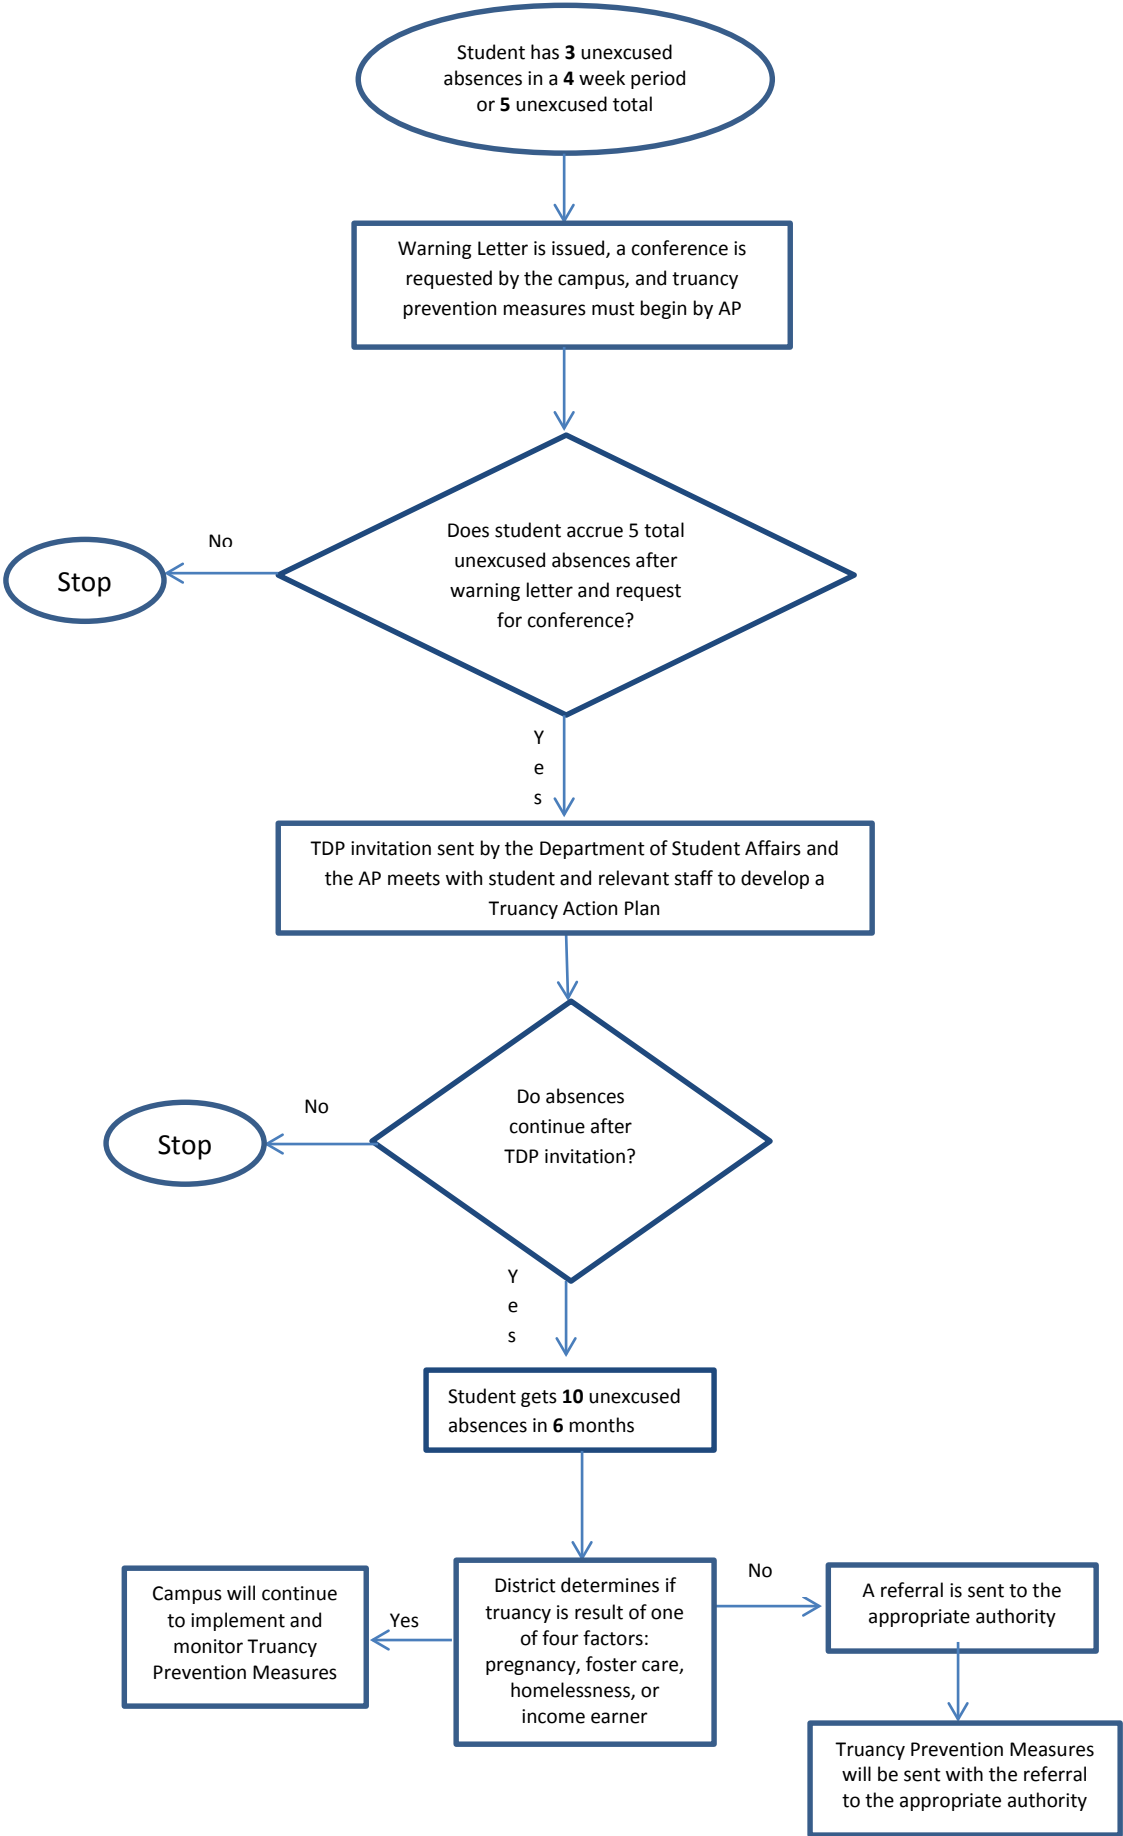 Student has 3 unexcused
absences in a 4 week period
or 5 unexcused total
Warning Letter is issued, a conference is
requested by the campus, and truancy
prevention measures must begin by AP
Does student accrue 5 total
unexcused absences after
warning letter and request
for conference?
No
Stop
Y
e
s
TDP invitation sent by the Department of Student Affairs and
the AP meets with student and relevant staff to develop a
Truancy Action Plan
Do absences
continue after
TDP invitation?
No
Stop
Y
e
s
Student gets 10 unexcused
absences in 6 months
District determines if
truancy is result of one
of four factors:
pregnancy, foster care,
homelessness, or
income earner
Yes
Campus will continue
to implement and
monitor Truancy
Prevention Measures
No
A referral is sent to the
appropriate authority
Truancy Prevention Measures
will be sent with the referral
to the appropriate authority